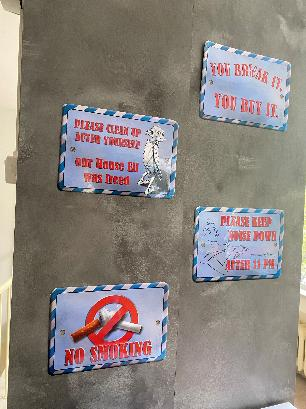 YOU BREAK IT,
YOU BUY IT.
PLEASE CLEAN UP
AFTER YOURSELF
OUR HOUSE ELF
WAS FREED
PLEASE KEEP
NOISE DOWN
AFTER 11 PM
NO SMOKING